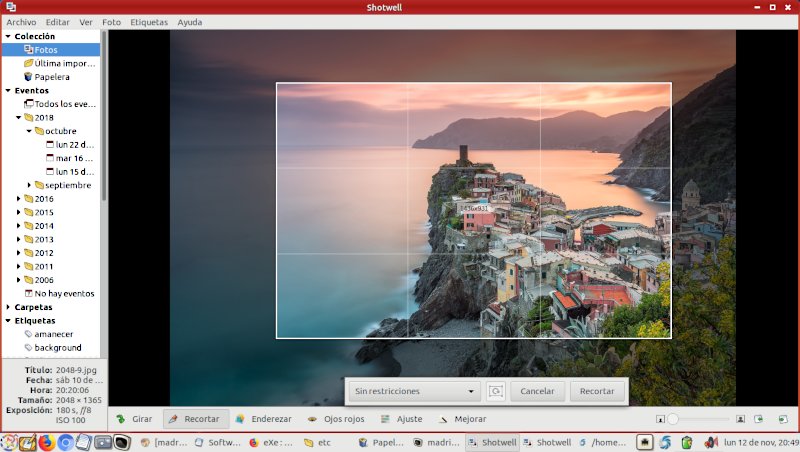 Shotwell
Archivo Editar Ver Foto Etiquetas Ayuda
Colección
Fotos
Última impor...
Papelera
Eventos
Todos los eve...
2018
octubre
lun 22 d...
mar 16 ...
lun 15 d...
septiembre
2016
2015
2014
2013
2012
2011
2006
No hay eventos
Carpetas
Etiquetas
amanecer
background
Título: 2048-9.jpg
Fecha: sáb 10 de ...
Hora: 20:20:06
Tamaño: 2048 × 1365
Exposición: 180 s, f/8
ISO 100
1436x931
Sin restricciones Cancelar Recortar
Girar Recortar Enderezar Ojos rojos Ajuste Mejorar
[madr... Softw... eXe : ... etc Papel... madri... Shotwell Shotwell /home... lun 12 de nov, 20:49